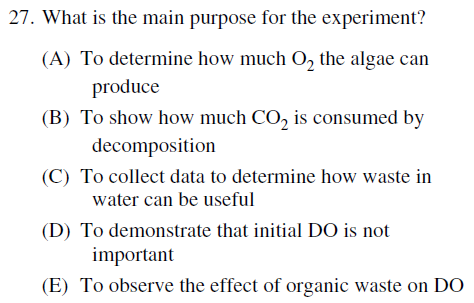 27. What is the main purpose for the experiment?
(A) To determine how much O₂ the algae can
produce
(B) To show how much CO₂ is consumed by
decomposition
(C) To collect data to determine how waste in
water can be useful
(D) To demonstrate that initial DO is not
important
(E) To observe the effect of organic waste on DO